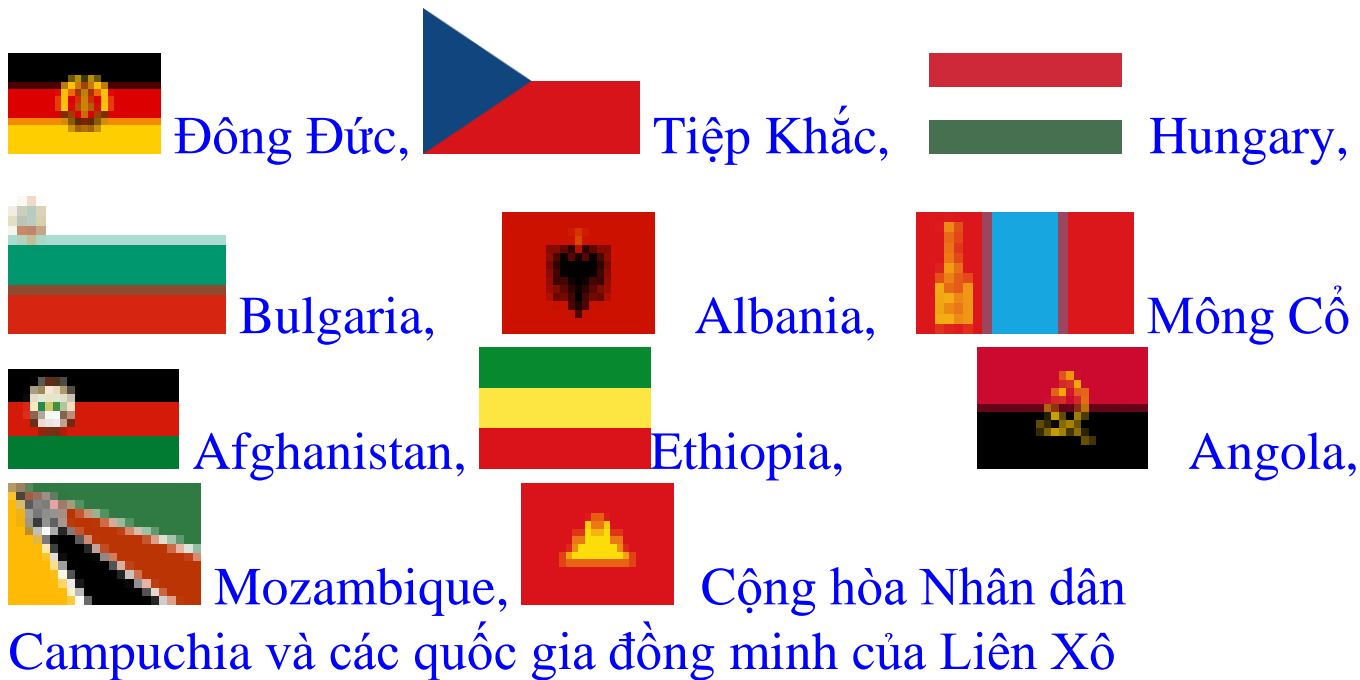 Đông Đức, Tiệp Khắc, Hungary,
Bulgaria, Albania, Mông Cổ
Afghanistan, Ethiopia, Angola,
Mozambique, Cộng hòa Nhân dân
Campuchia và các quốc gia đồng minh của Liên Xô